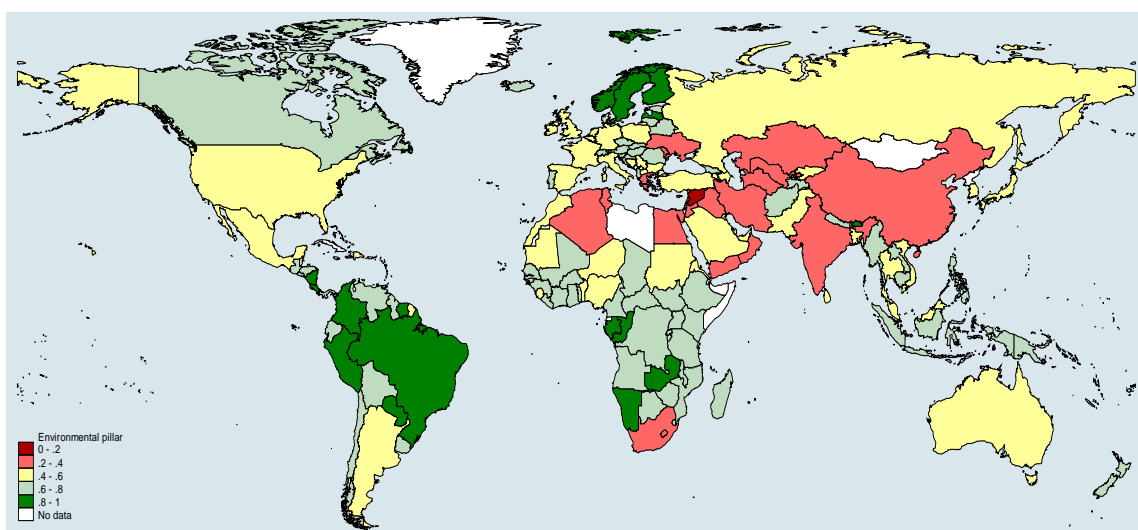 Environmental pillar
0 - .2
.2 - .4
.4 - .6
.6 - .8
.8 - 1
No data